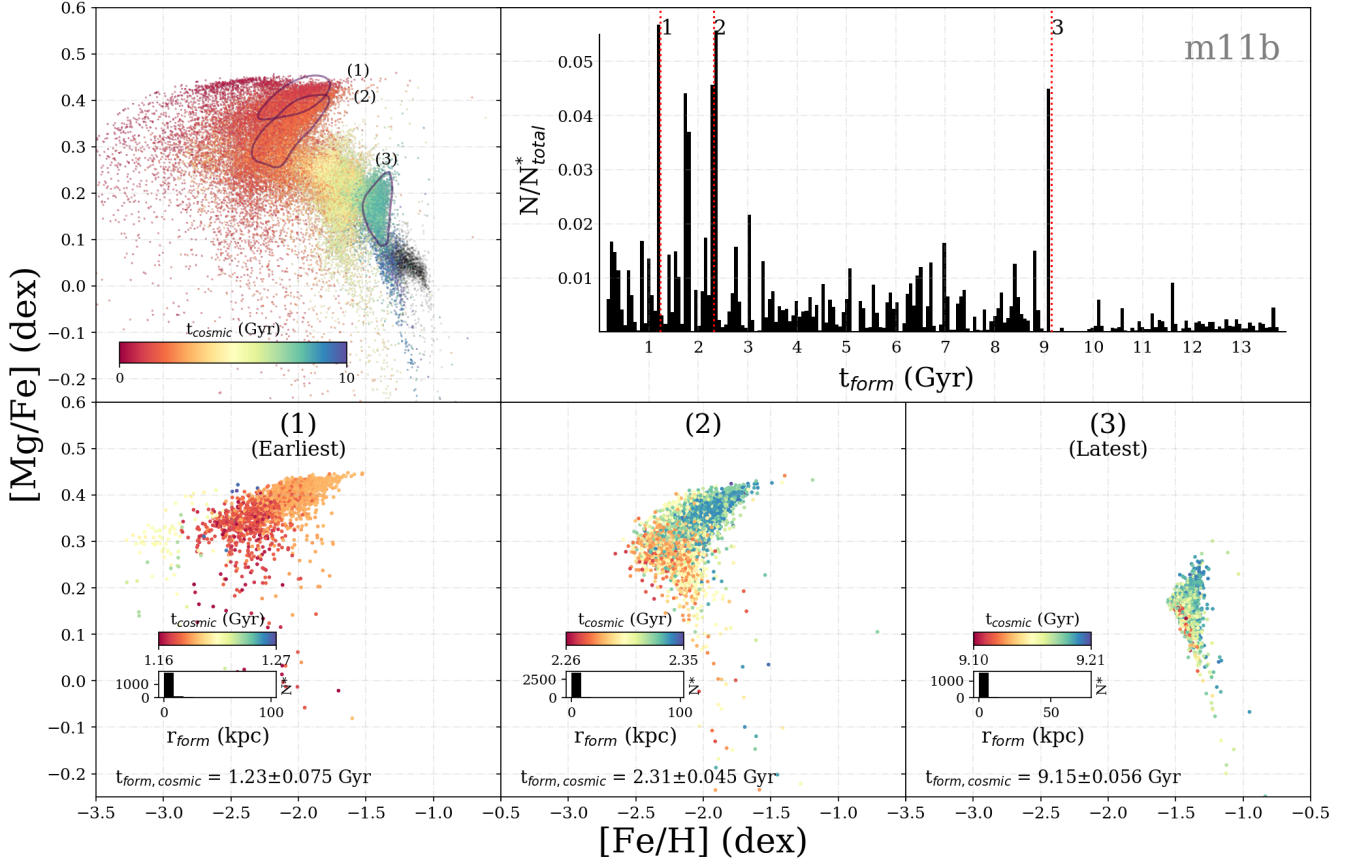 0.6
0.5
0.4
0.3
0.2
0.1
0.0
−0.1
−0.2
(1)
(2)
(3)
t_cosmic (Gyr)
0 10
1 2 3
m11b
N/N*_total
0.05
0.04
0.03
0.02
0.01
1 2 3 4 5 6 7 8 9 10 11 12 13
t_form (Gyr)
[Mg/Fe] (dex)
0.6
0.5
0.4
0.3
0.2
0.1
0.0
−0.1
−0.2
(1)
(Earliest)
t_cosmic (Gyr)
1.16 1.27
1000
0
N*
0 100
r_form (kpc)
t_form,cosmic = 1.23±0.075 Gyr
(2)
t_cosmic (Gyr)
2.26 2.35
2500
0
N*
0 100
r_form (kpc)
t_form,cosmic = 2.31±0.045 Gyr
(3)
(Latest)
t_cosmic (Gyr)
9.10 9.21
1000
0
N*
0 50
r_form (kpc)
t_form,cosmic = 9.15±0.056 Gyr
−3.5 −3.0 −2.5 −2.0 −1.5 −1.0 −3.0 −2.5 −2.0 −1.5 −1.0 −3.0 −2.5 −2.0 −1.5 −1.0 −0.5
[Fe/H] (dex)